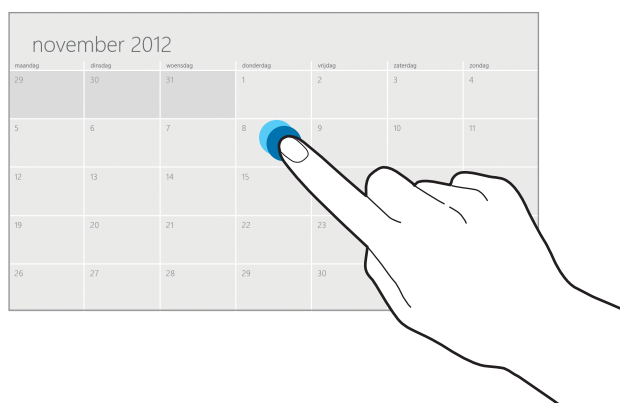 november 2012
maandag dinsdag woensdag donderdag vrijdag zaterdag zondag
29 30 31 1 2 3 4
5 6 7 8 9 10 11
12 13 14 15
19 20 21 22 23
26 27 28 29 30